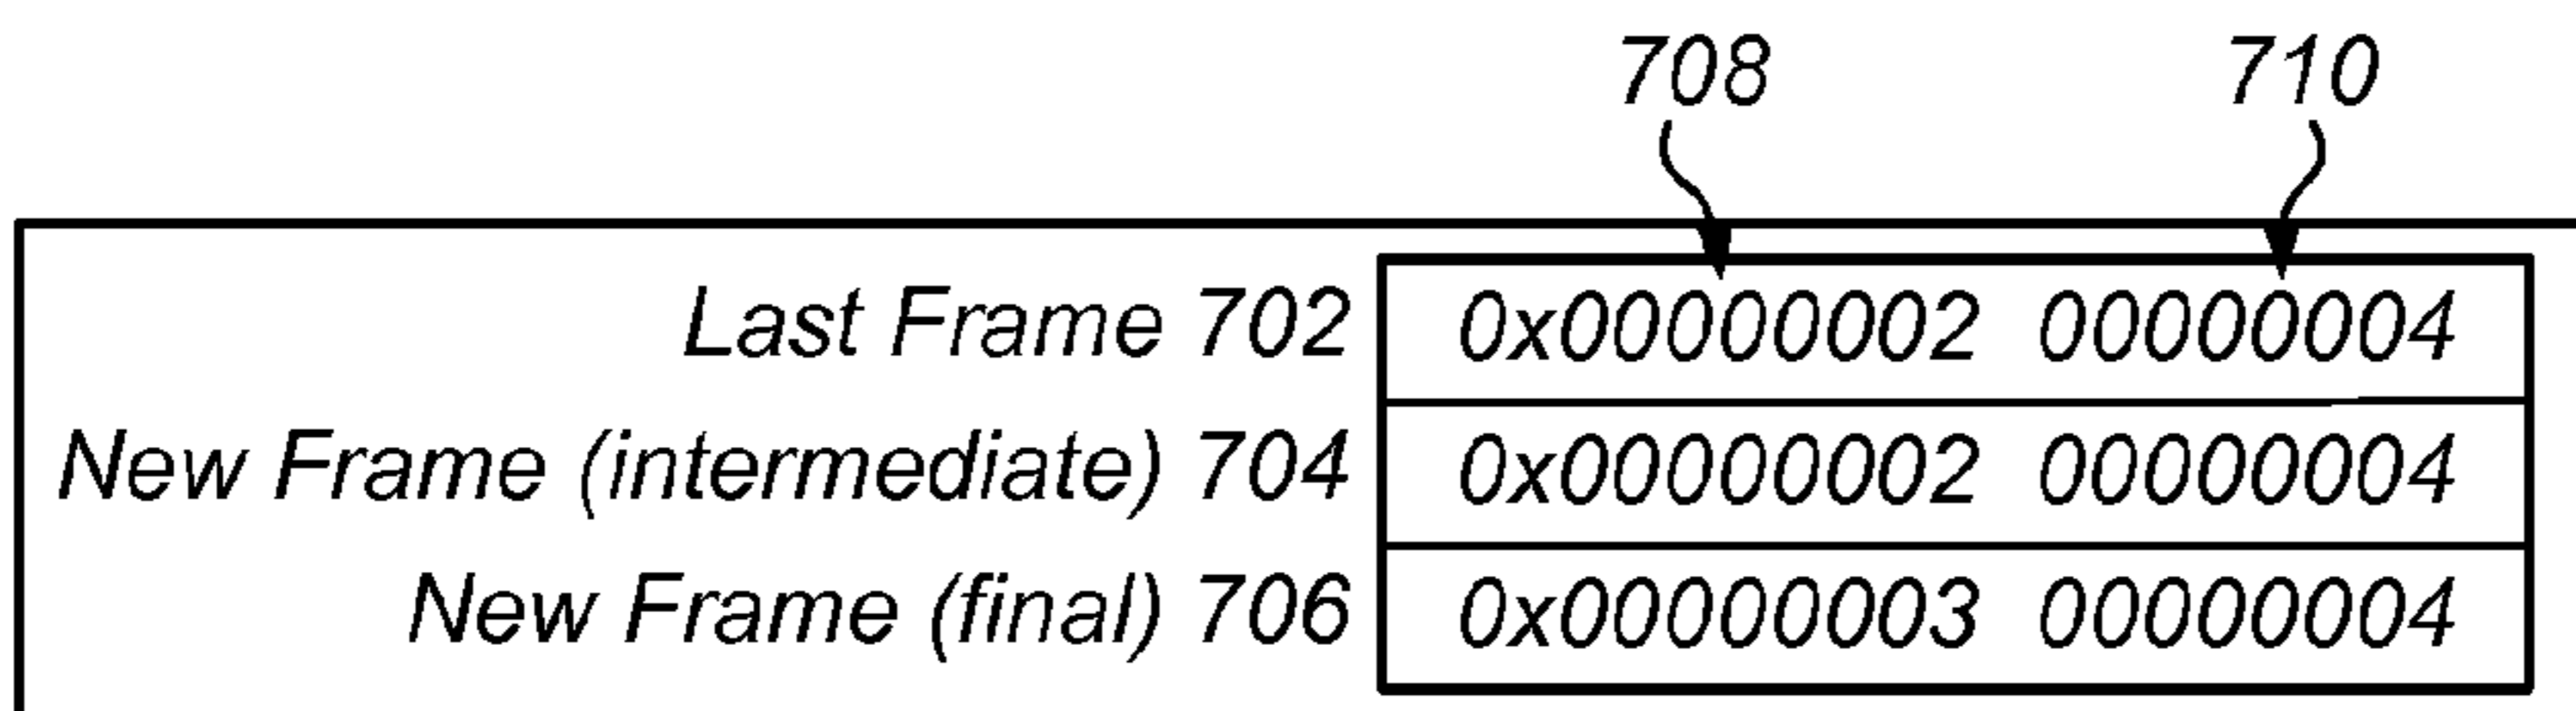 708 710
Last Frame 702 0x00000002 00000004
New Frame (intermediate) 704 0x00000002 00000004
New Frame (final) 706 0x00000003 00000004